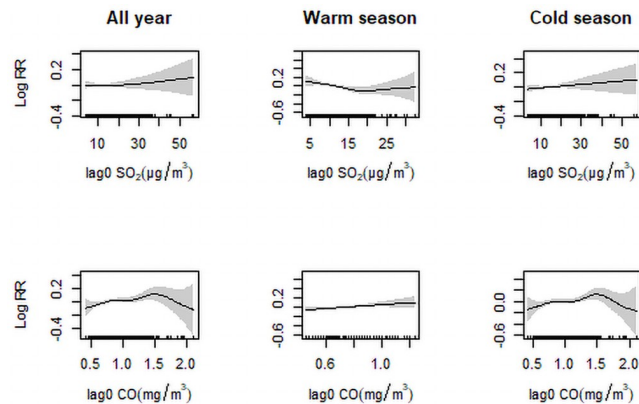 All year Warm season Cold season
Log RR
0.2
-0.4
10 30 50
lag0 SO₂(µg/m³)
0.2
-0.2
-0.6
5 15 25
lag0 SO₂(µg/m³)
0.2
-0.4
10 30 50
lag0 SO₂(µg/m³)
Log RR
0.2
-0.4
0.5 1.0 1.5 2.0
lag0 CO(mg/m³)
0.2
-0.6
0.6 1.0
lag0 CO(mg/m³)
0.0
-0.6
0.5 1.0 1.5 2.0
lag0 CO(mg/m³)